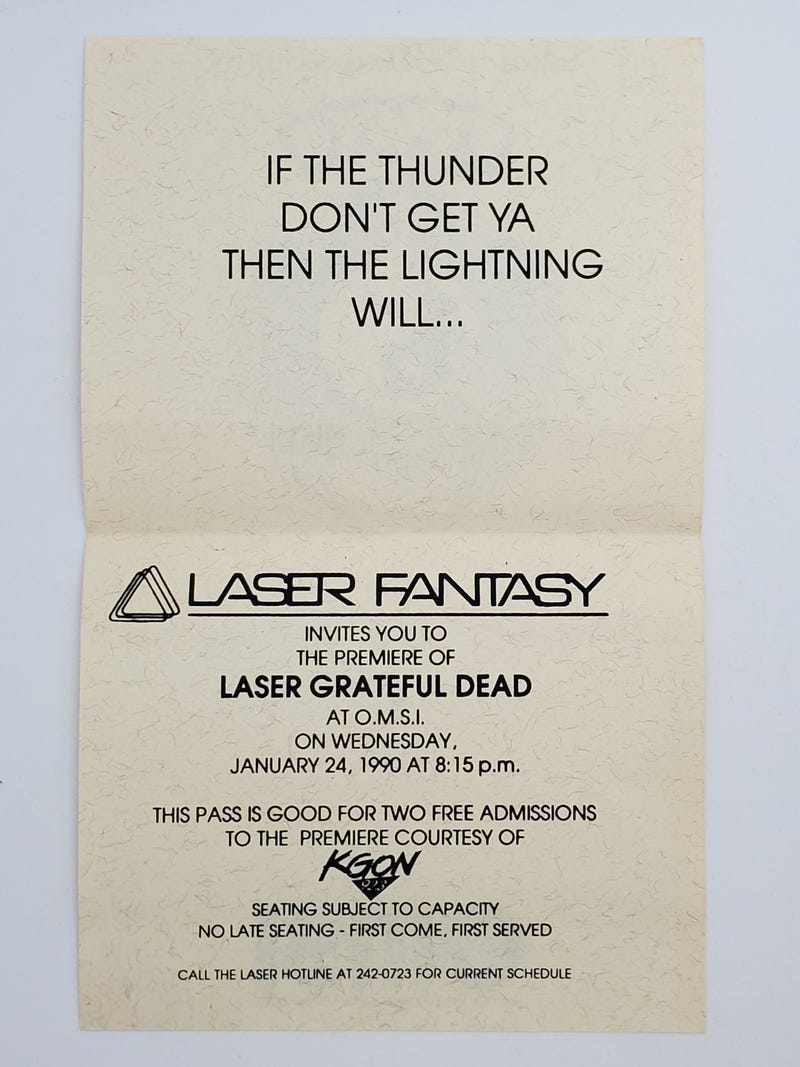 IF THE THUNDER
DON'T GET YA
THEN THE LIGHTNING
WILL...
LASER FANTASY
INVITES YOU TO
THE PREMIERE OF
LASER GRATEFUL DEAD
AT O.M.S.I.
ON WEDNESDAY,
JANUARY 24, 1990 AT 8:15 p.m.
THIS PASS IS GOOD FOR TWO FREE ADMISSIONS
TO THE PREMIERE COURTESY OF
KGON
SEATING SUBJECT TO CAPACITY
NO LATE SEATING - FIRST COME, FIRST SERVED
CALL THE LASER HOTLINE AT 242-0723 FOR CURRENT SCHEDULE